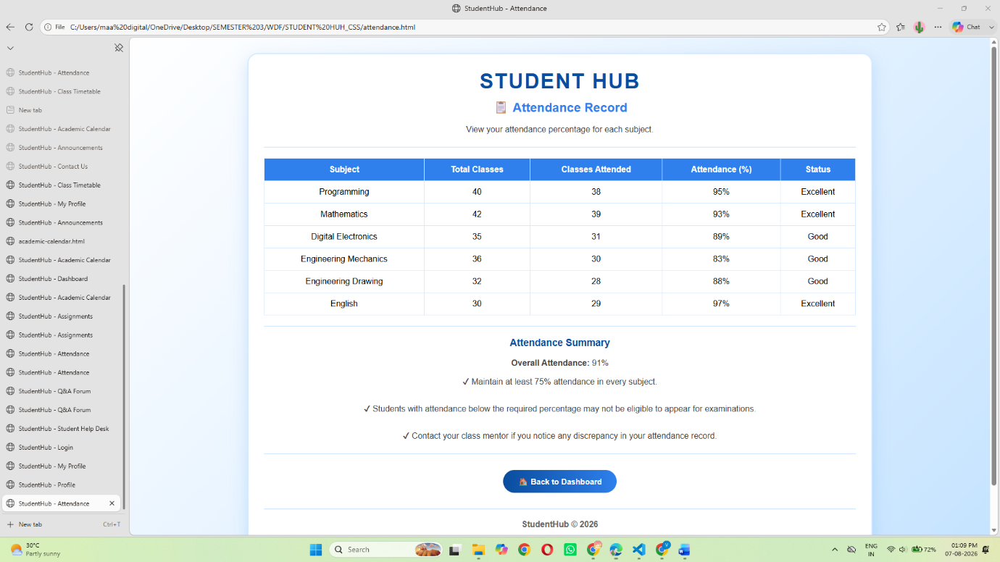 StudentHub - Attendance
File C:/Users/maa%20digital/OneDrive/Desktop/SEMESTER%203/WDF/STUDENT%20HUH_CSS/attendance.html
Chat
StudentHub - Attendance
StudentHub - Class Timetable
New tab
StudentHub - Academic Calendar
StudentHub - Announcements
StudentHub - Contact Us
StudentHub - Class Timetable
StudentHub - My Profile
StudentHub - Announcements
academic-calendar.html
StudentHub - Academic Calendar
StudentHub - Dashboard
StudentHub - Academic Calendar
StudentHub - Assignments
StudentHub - Assignments
StudentHub - Attendance
StudentHub - Attendance
StudentHub - Q&A Forum
StudentHub - Q&A Forum
StudentHub - Student Help Desk
StudentHub - Login
StudentHub - My Profile
StudentHub - Profile
StudentHub - Attendance
New tab Ctrl+T
STUDENT HUB
📋 Attendance Record
View your attendance percentage for each subject.
Subject Total Classes Classes Attended Attendance (%) Status
Programming 40 38 95% Excellent
Mathematics 42 39 93% Excellent
Digital Electronics 35 31 89% Good
Engineering Mechanics 36 30 83% Good
Engineering Drawing 32 28 88% Good
English 30 29 97% Excellent
Attendance Summary
Overall Attendance: 91%
✓ Maintain at least 75% attendance in every subject.
✓ Students with attendance below the required percentage may not be eligible to appear for examinations.
✓ Contact your class mentor if you notice any discrepancy in your attendance record.
🏠 Back to Dashboard
StudentHub © 2026
30°C
Partly sunny
Search
V
ENG
IN
72%
01:09 PM
07-08-2026